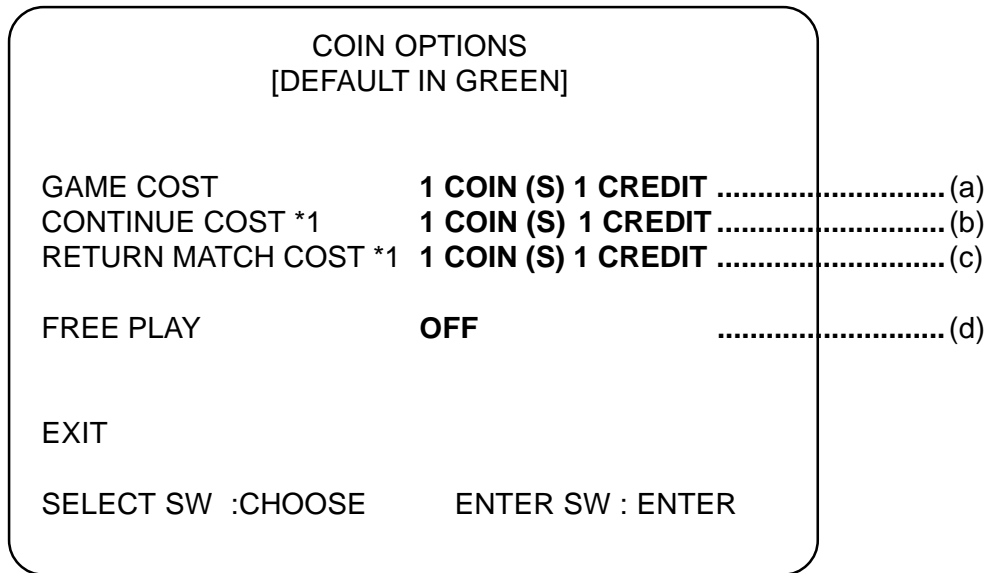 COIN OPTIONS
[DEFAULT IN GREEN]
GAME COST 1 COIN (S) 1 CREDIT ............................ (a)
CONTINUE COST *1 1 COIN (S) 1 CREDIT ............................ (b)
RETURN MATCH COST *1 1 COIN (S) 1 CREDIT ............................ (c)
FREE PLAY OFF ............................ (d)
EXIT
SELECT SW :CHOOSE ENTER SW : ENTER